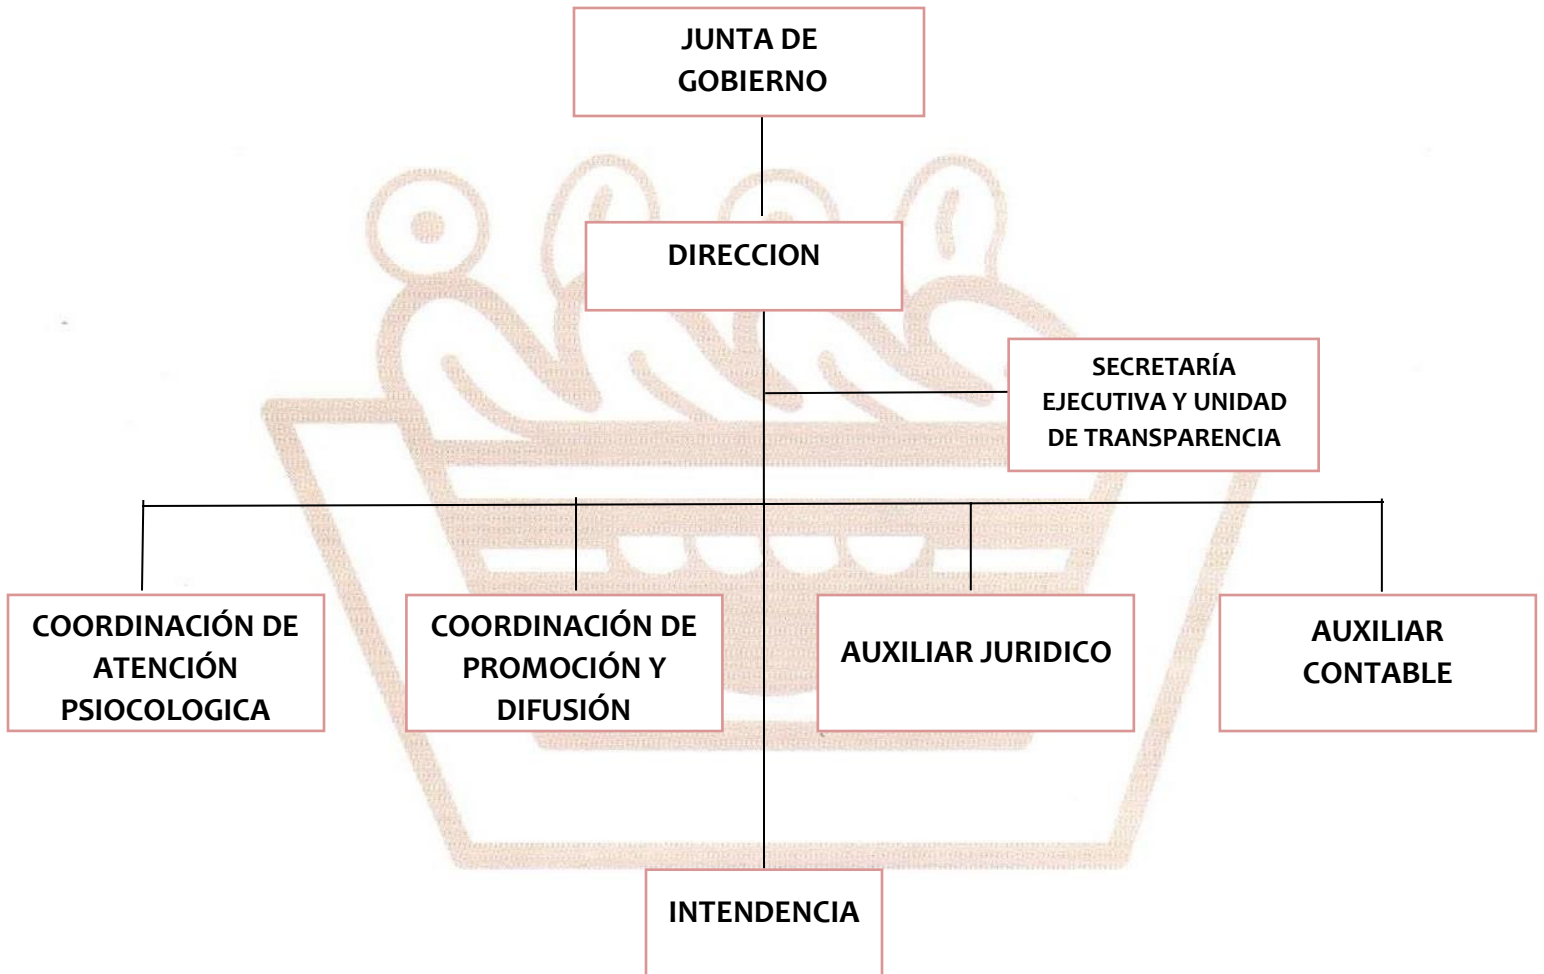 JUNTA DE
GOBIERNO
DIRECCION
SECRETARÍA
EJECUTIVA Y UNIDAD
DE TRANSPARENCIA
COORDINACIÓN DE
ATENCIÓN
PSIOCOLOGICA
COORDINACIÓN DE
PROMOCIÓN Y
DIFUSIÓN
AUXILIAR JURIDICO
AUXILIAR
CONTABLE
INTENDENCIA